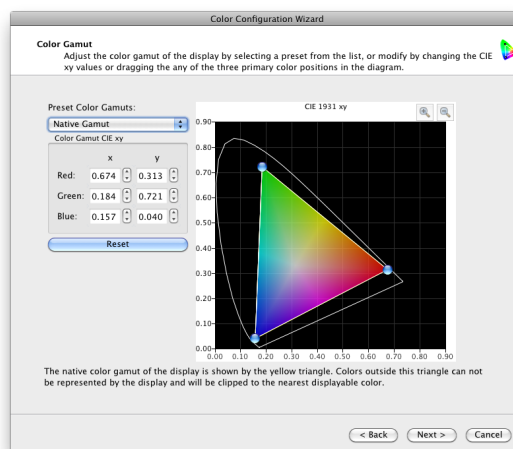 Color Configuration Wizard
Color Gamut
Adjust the color gamut of the display by selecting a preset from the list, or modify by changing the CIE
xy values or dragging the any of the three primary color positions in the diagram.
Preset Color Gamuts:
Native Gamut
Color Gamut CIE xy
x y
Red: 0.674 0.313
Green: 0.184 0.721
Blue: 0.157 0.040
Reset
CIE 1931 xy
0.90
0.80
0.70
0.60
0.50
0.40
0.30
0.20
0.10
0.00 0.10 0.20 0.30 0.40 0.50 0.60 0.70 0.80 0.90
The native color gamut of the display is shown by the yellow triangle. Colors outside this triangle can not
be represented by the display and will be clipped to the nearest displayable color.
< Back Next > Cancel